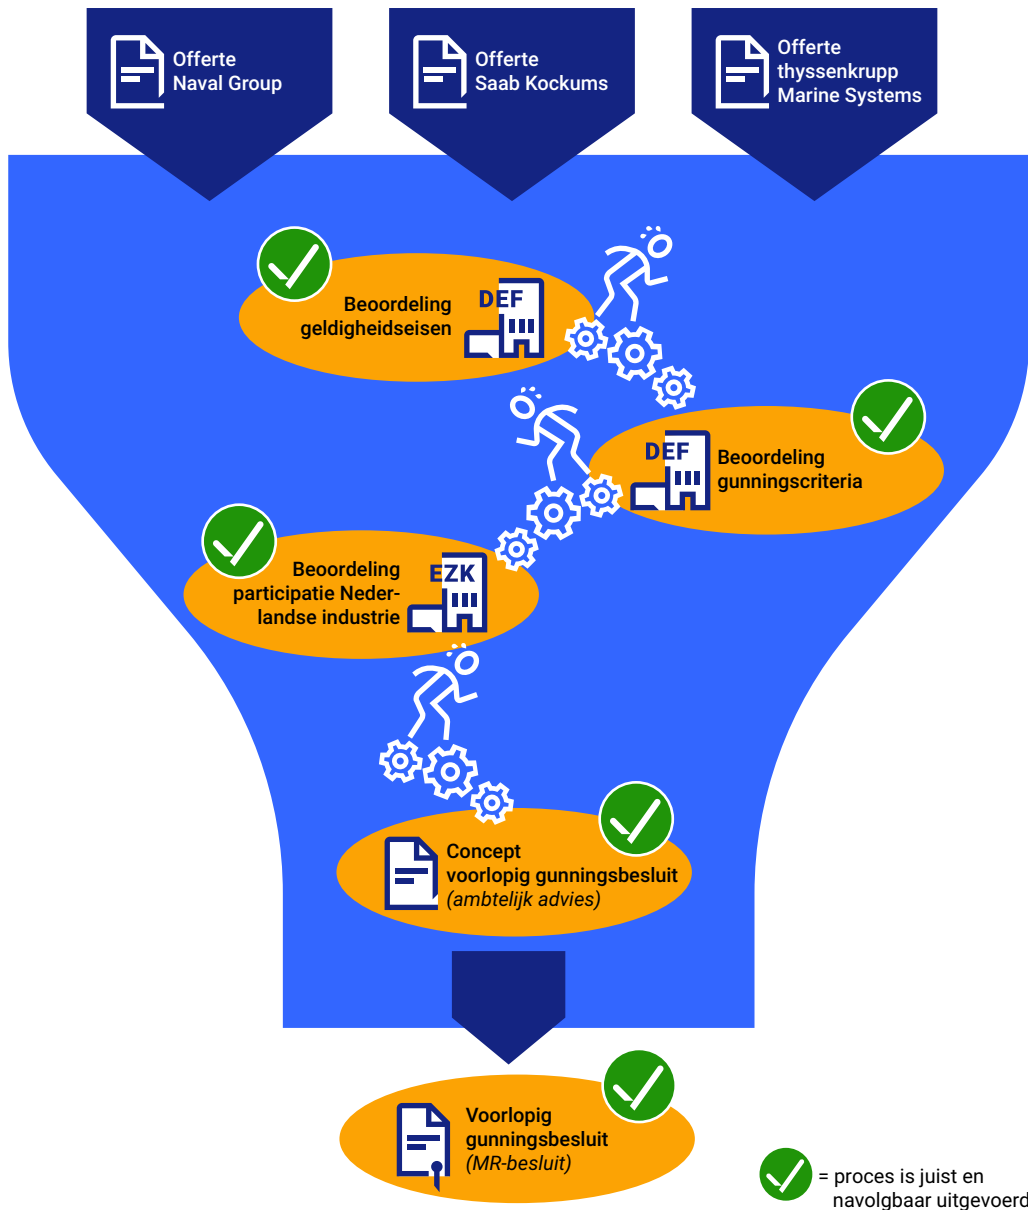 Offerte
Naval Group
Offerte
Saab Kockums
Offerte
thyssenkrupp
Marine Systems
Beoordeling
geldigheidseisen
DEF
DEF
Beoordeling
gunningscriteria
Beoordeling
participatie Neder-
landse industrie
EZK
Concept
voorlopig gunningsbesluit
(ambtelijk advies)
Voorlopig
gunningsbesluit
(MR-besluit)
= proces is juist en
navolgbaar uitgevoerd